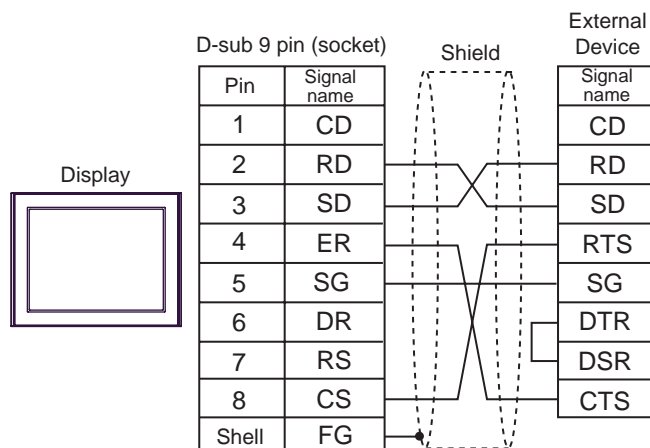 External
Device
D-sub 9 pin (socket)
Shield
Display
Pin Signal name
1 CD
2 RD
3 SD
4 ER
5 SG
6 DR
7 RS
8 CS
Shell FG
Signal
name
CD
RD
SD
RTS
SG
DTR
DSR
CTS